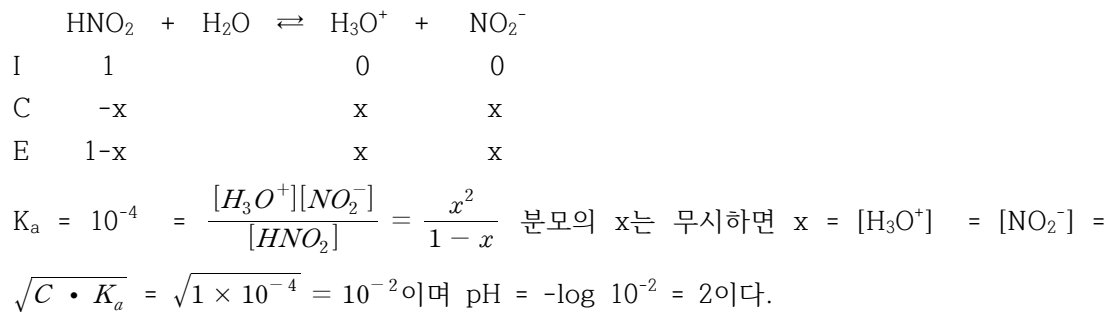 HNO₂ + H₂O ⇄ H₃O⁺ + NO₂⁻
I 1 0 0
C -x x x
E 1-x x x
Kₐ = 10⁻⁴ = [H₃O⁺][NO₂⁻]/[HNO₂] = x²/(1 − x) 분모의 x는 무시하면 x = [H₃O⁺] = [NO₂⁻] =
√(C • Kₐ) = √(1 × 10⁻⁴) = 10⁻²이며 pH = -log 10⁻² = 2이다.